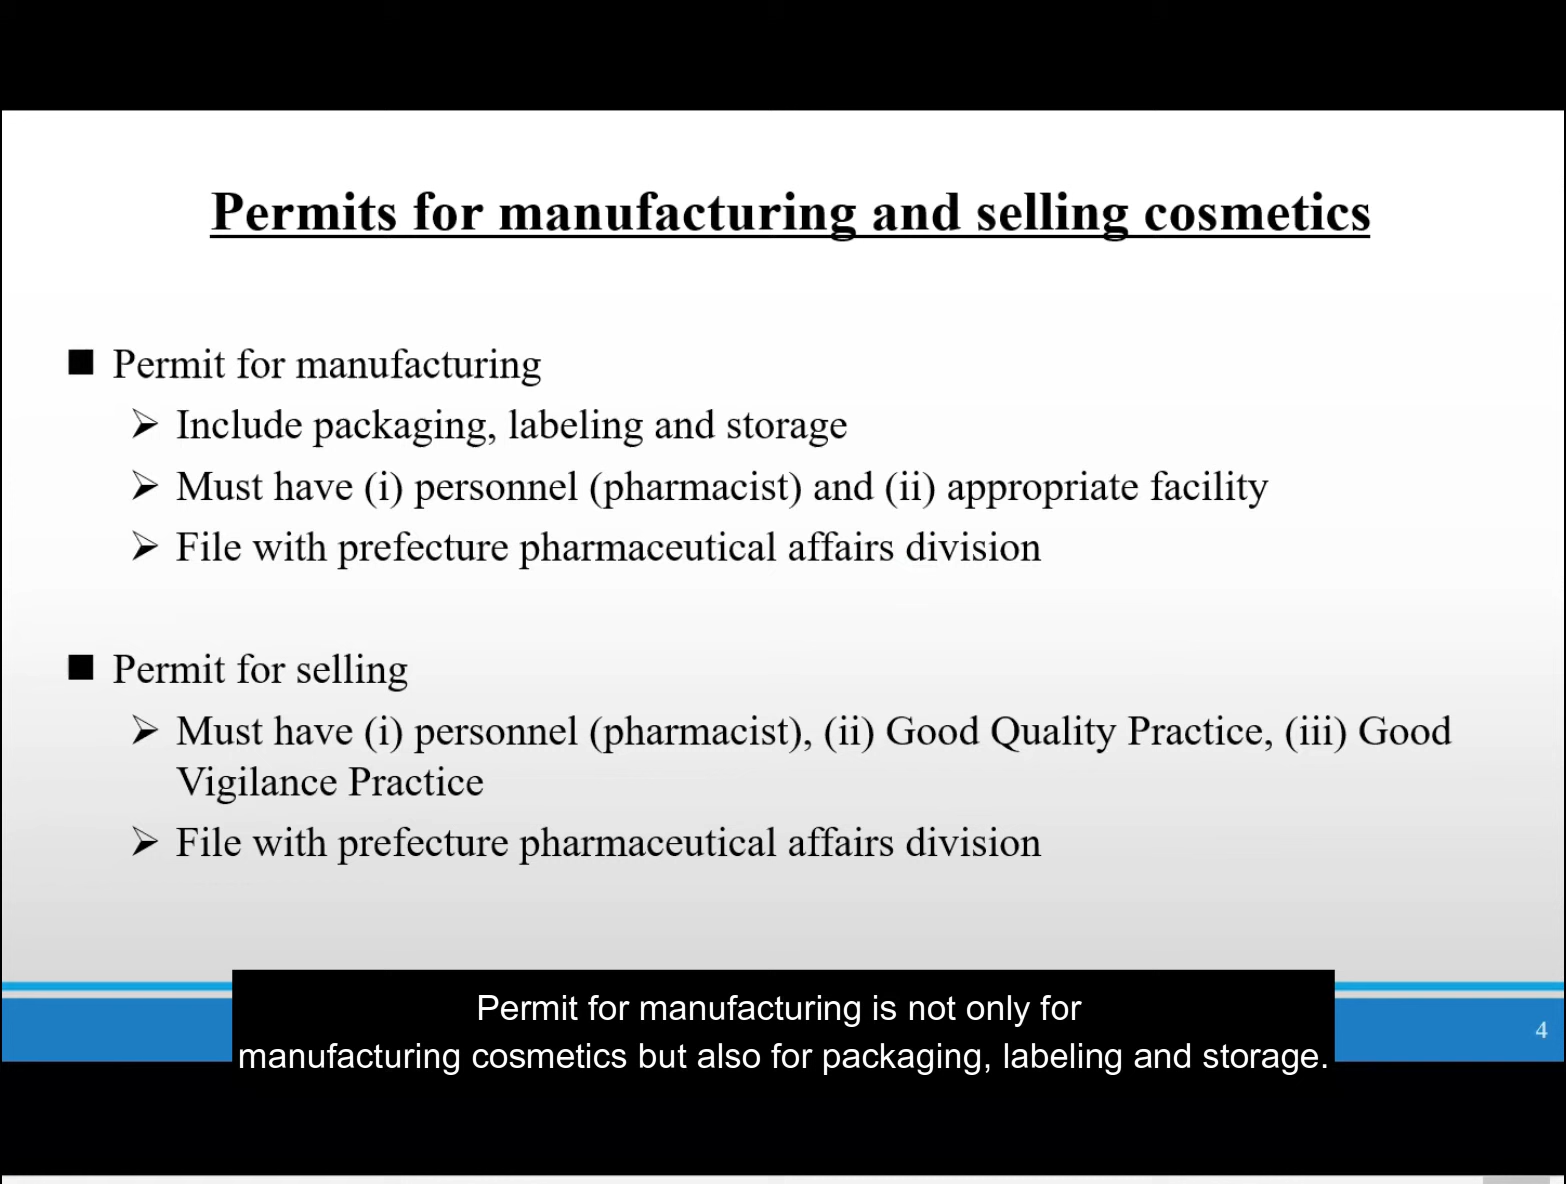 Permits for manufacturing and selling cosmetics
Permit for manufacturing
Include packaging, labeling and storage
Must have (i) personnel (pharmacist) and (ii) appropriate facility
File with prefecture pharmaceutical affairs division
Permit for selling
Must have (i) personnel (pharmacist), (ii) Good Quality Practice, (iii) Good
Vigilance Practice
File with prefecture pharmaceutical affairs division
Permit for manufacturing is not only for
manufacturing cosmetics but also for packaging, labeling and storage.
4